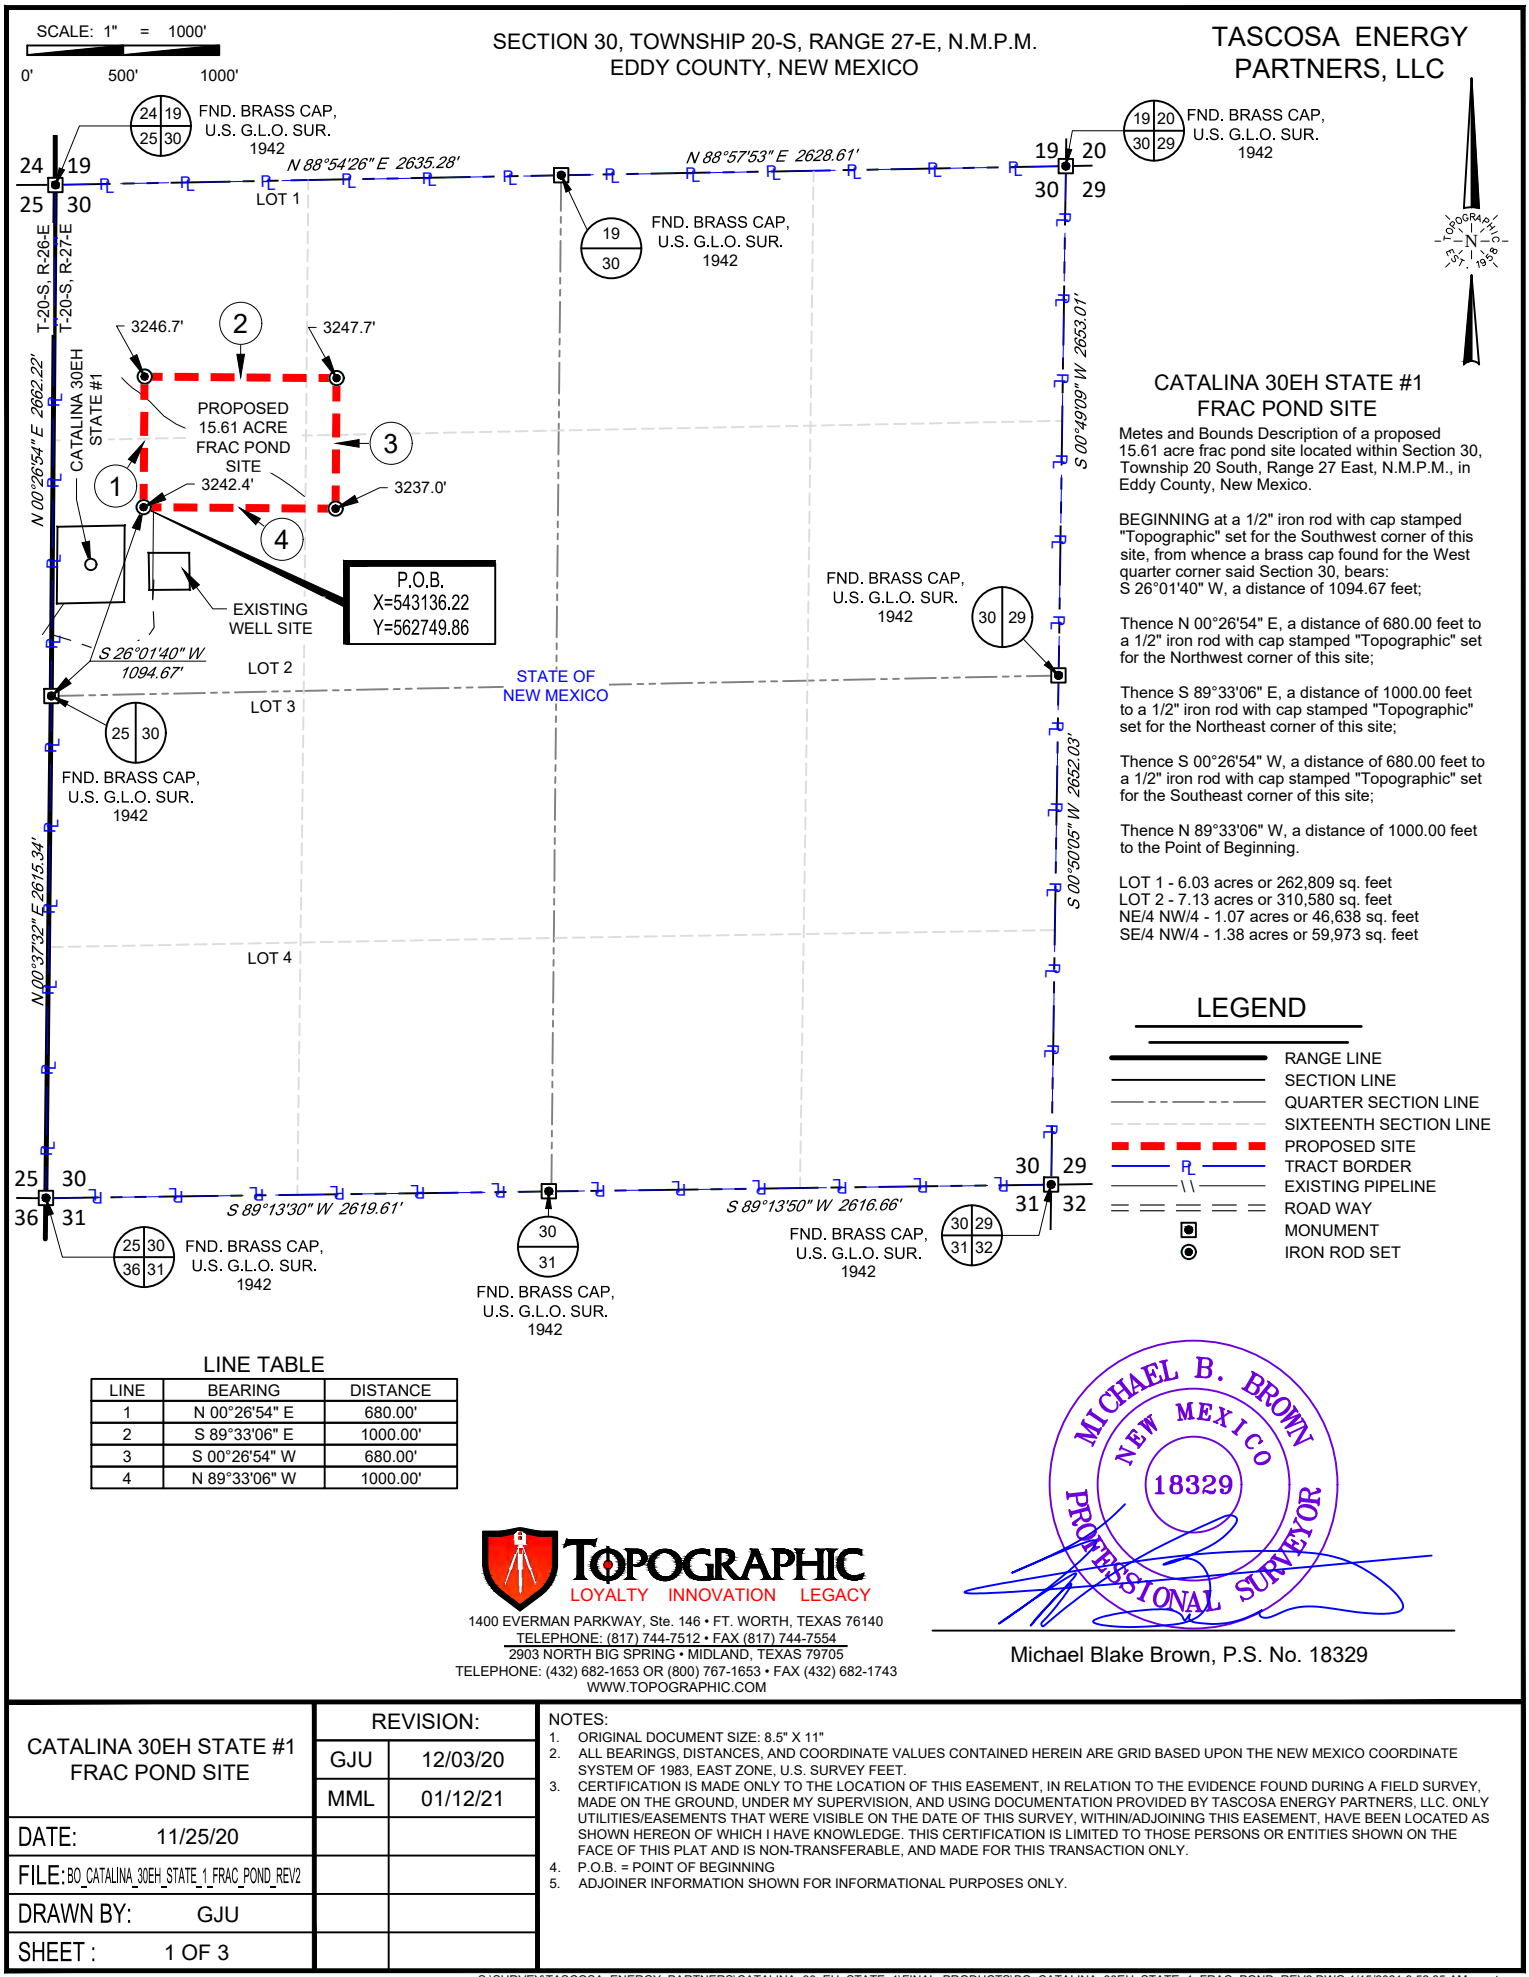 SCALE: 1" = 1000'
0' 500' 1000'
SECTION 30, TOWNSHIP 20-S, RANGE 27-E, N.M.P.M.
EDDY COUNTY, NEW MEXICO
TASCOSA ENERGY
PARTNERS, LLC
24 19
25 30
FND. BRASS CAP,
U.S. G.L.O. SUR.
1942
19 20
30 29
FND. BRASS CAP,
U.S. G.L.O. SUR.
1942
24 19
25 30
N 88°54'26" E 2635.28'
N 88°57'53" E 2628.61'
19 20
30 29
LOT 1
19
30
FND. BRASS CAP,
U.S. G.L.O. SUR.
1942
TOPOGRAPHIC
N
EST. 1958
T-20-S, R-26-E
T-20-S, R-27-E
N 00°26'54" E 2662.22'
CATALINA 30EH
STATE #1
3246.7'
2
3247.7'
PROPOSED
15.61 ACRE
FRAC POND
SITE
3
1
3242.4'
3237.0'
4
S 00°49'09" W 2653.01'
P.O.B.
X=543136.22
Y=562749.86
EXISTING
WELL SITE
S 26°01'40" W
1094.67'
LOT 2
LOT 3
STATE OF
NEW MEXICO
FND. BRASS CAP,
U.S. G.L.O. SUR.
1942
30 29
25 30
FND. BRASS CAP,
U.S. G.L.O. SUR.
1942
N 00°37'32" E 2615.34'
S 00°50'05" W 2652.03'
LOT 4
25 30
36 31
S 89°13'30" W 2619.61'
S 89°13'50" W 2616.66'
30 29
31 32
25 30
36 31
FND. BRASS CAP,
U.S. G.L.O. SUR.
1942
30
31
FND. BRASS CAP,
U.S. G.L.O. SUR.
1942
FND. BRASS CAP,
U.S. G.L.O. SUR.
1942
30 29
31 32
CATALINA 30EH STATE #1
FRAC POND SITE
Metes and Bounds Description of a proposed
15.61 acre frac pond site located within Section 30,
Township 20 South, Range 27 East, N.M.P.M., in
Eddy County, New Mexico.
BEGINNING at a 1/2" iron rod with cap stamped
"Topographic" set for the Southwest corner of this
site, from whence a brass cap found for the West
quarter corner said Section 30, bears:
S 26°01'40" W, a distance of 1094.67 feet;
Thence N 00°26'54" E, a distance of 680.00 feet to
a 1/2" iron rod with cap stamped "Topographic" set
for the Northwest corner of this site;
Thence S 89°33'06" E, a distance of 1000.00 feet
to a 1/2" iron rod with cap stamped "Topographic"
set for the Northeast corner of this site;
Thence S 00°26'54" W, a distance of 680.00 feet to
a 1/2" iron rod with cap stamped "Topographic" set
for the Southeast corner of this site;
Thence N 89°33'06" W, a distance of 1000.00 feet
to the Point of Beginning.
LOT 1 - 6.03 acres or 262,809 sq. feet
LOT 2 - 7.13 acres or 310,580 sq. feet
NE/4 NW/4 - 1.07 acres or 46,638 sq. feet
SE/4 NW/4 - 1.38 acres or 59,973 sq. feet
LEGEND
RANGE LINE
SECTION LINE
QUARTER SECTION LINE
SIXTEENTH SECTION LINE
PROPOSED SITE
PL TRACT BORDER
\\ EXISTING PIPELINE
ROAD WAY
MONUMENT
IRON ROD SET
LINE TABLE
LINE BEARING DISTANCE
1 N 00°26'54" E 680.00'
2 S 89°33'06" E 1000.00'
3 S 00°26'54" W 680.00'
4 N 89°33'06" W 1000.00'
MICHAEL B. BROWN
NEW MEXICO
18329
PROFESSIONAL SURVEYOR
Michael Blake Brown, P.S. No. 18329
TOPOGRAPHIC
LOYALTY INNOVATION LEGACY
1400 EVERMAN PARKWAY, Ste. 146 • FT. WORTH, TEXAS 76140
TELEPHONE: (817) 744-7512 • FAX (817) 744-7554
2903 NORTH BIG SPRING • MIDLAND, TEXAS 79705
TELEPHONE: (432) 682-1653 OR (800) 767-1653 • FAX (432) 682-1743
WWW.TOPOGRAPHIC.COM
CATALINA 30EH STATE #1
FRAC POND SITE
DATE: 11/25/20
FILE: BO_CATALINA_30EH_STATE_1_FRAC_POND_REV2
DRAWN BY: GJU
SHEET : 1 OF 3
REVISION:
GJU 12/03/20
MML 01/12/21
NOTES:
1. ORIGINAL DOCUMENT SIZE: 8.5" X 11"
2. ALL BEARINGS, DISTANCES, AND COORDINATE VALUES CONTAINED HEREIN ARE GRID BASED UPON THE NEW MEXICO COORDINATE
SYSTEM OF 1983, EAST ZONE, U.S. SURVEY FEET.
3. CERTIFICATION IS MADE ONLY TO THE LOCATION OF THIS EASEMENT, IN RELATION TO THE EVIDENCE FOUND DURING A FIELD SURVEY,
MADE ON THE GROUND, UNDER MY SUPERVISION, AND USING DOCUMENTATION PROVIDED BY TASCOSA ENERGY PARTNERS, LLC. ONLY
UTILITIES/EASEMENTS THAT WERE VISIBLE ON THE DATE OF THIS SURVEY, WITHIN/ADJOINING THIS EASEMENT, HAVE BEEN LOCATED AS
SHOWN HEREON OF WHICH I HAVE KNOWLEDGE. THIS CERTIFICATION IS LIMITED TO THOSE PERSONS OR ENTITIES SHOWN ON THE
FACE OF THIS PLAT AND IS NON-TRANSFERABLE, AND MADE FOR THIS TRANSACTION ONLY.
4. P.O.B. = POINT OF BEGINNING
5. ADJOINER INFORMATION SHOWN FOR INFORMATIONAL PURPOSES ONLY.